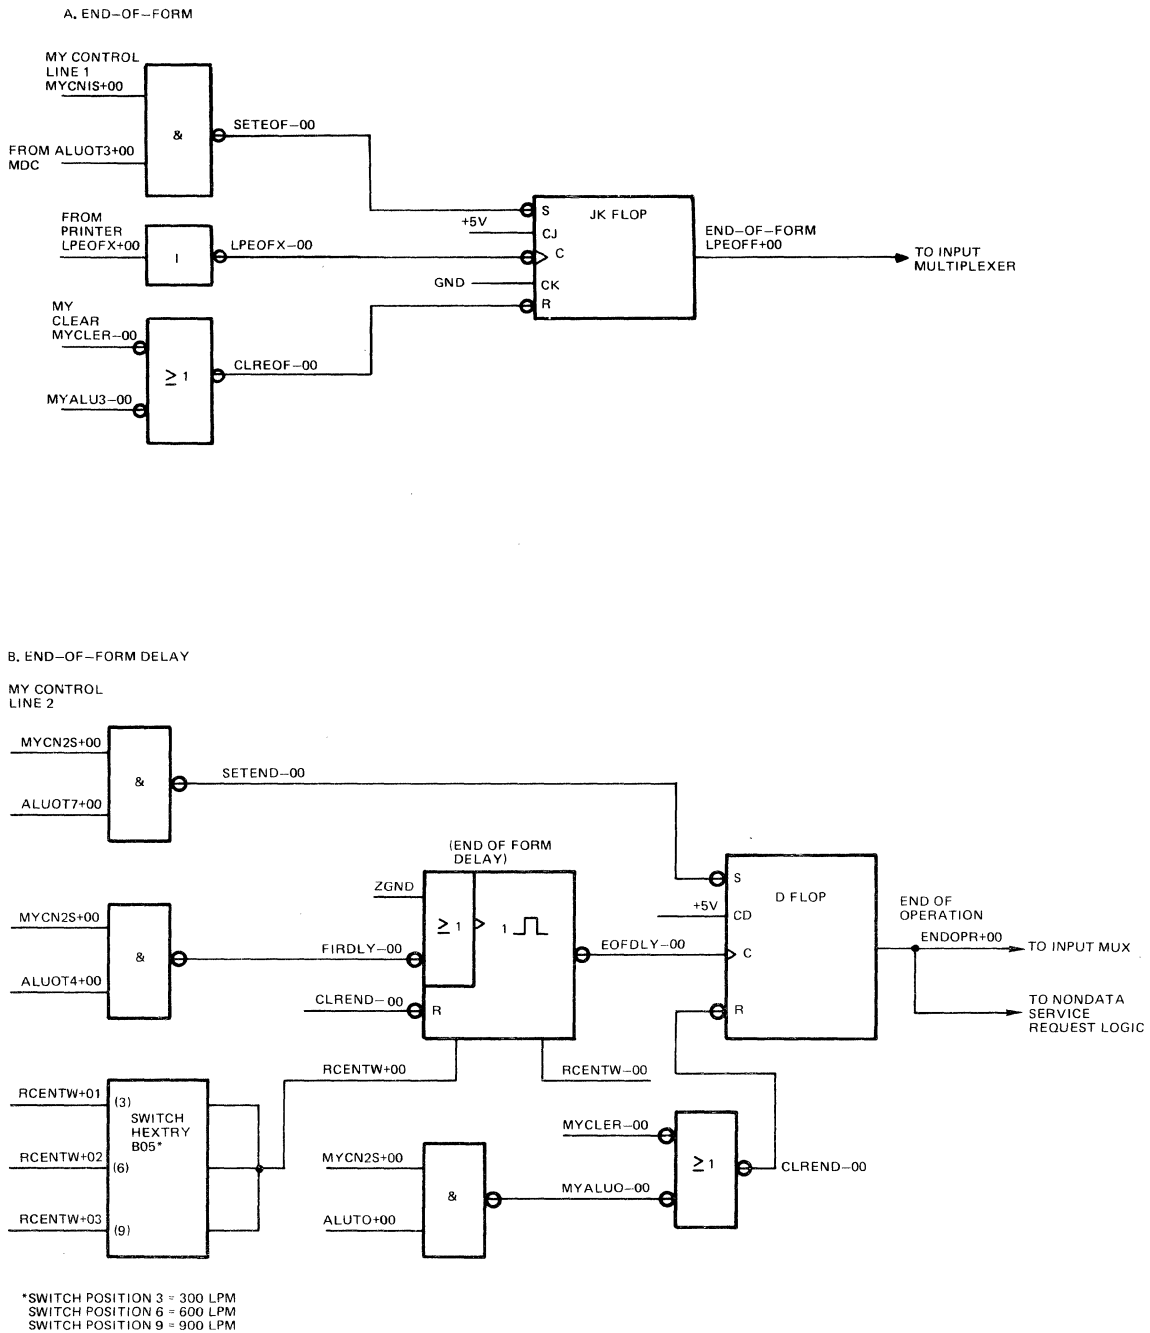 A. END-OF-FORM
MY CONTROL
LINE 1
MYCNIS+00
FROM ALUOT3+00
MDC
&
SETEOF-00
FROM
PRINTER
LPEOFX+00
I
LPEOFX-00
MY
CLEAR
MYCLER-00
MYALU3-00
≥ 1
CLREOF-00
+5V
GND
S
JK FLOP
CJ
C
CK
R
END-OF-FORM
LPEOFF+00
TO INPUT
MULTIPLEXER
B. END-OF-FORM DELAY
MY CONTROL
LINE 2
MYCN2S+00
ALUOT7+00
&
SETEND-00
MYCN2S+00
ALUOT4+00
&
FIRDLY-00
(END OF FORM
DELAY)
ZGND
≥ 1
1
CLREND-00
R
EOFDLY-00
RCENTW+00
RCENTW-00
S
D FLOP
+5V
CD
C
R
END OF
OPERATION
ENDOPR+00
TO INPUT MUX
TO NONDATA
SERVICE
REQUEST LOGIC
RCENTW+01
(3)
SWITCH
HEXTRY
B05*
RCENTW+02
(6)
RCENTW+03
(9)
MYCN2S+00
ALUTO+00
&
MYCLER-00
MYALUO-00
≥ 1
CLREND-00
*SWITCH POSITION 3 = 300 LPM
SWITCH POSITION 6 = 600 LPM
SWITCH POSITION 9 = 900 LPM